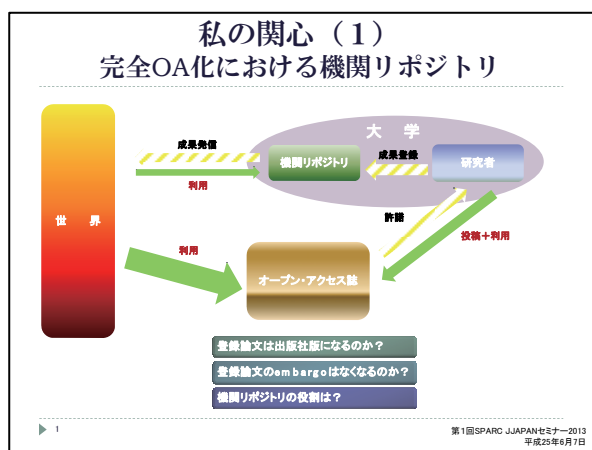 私の関心（１）
完全OA化における機関リポジトリ
大　学
成果発信
機関リポジトリ
成果登録
研究者
利用
世　界
許諾
利用
投稿＋利用
オープン・アクセス誌
登録論文は出版社版になるのか？
登録論文のembargoはなくなるのか？
機関リポジトリの役割は？
1
第1回SPARC JJAPANセミナー2013
平成25年6月7日